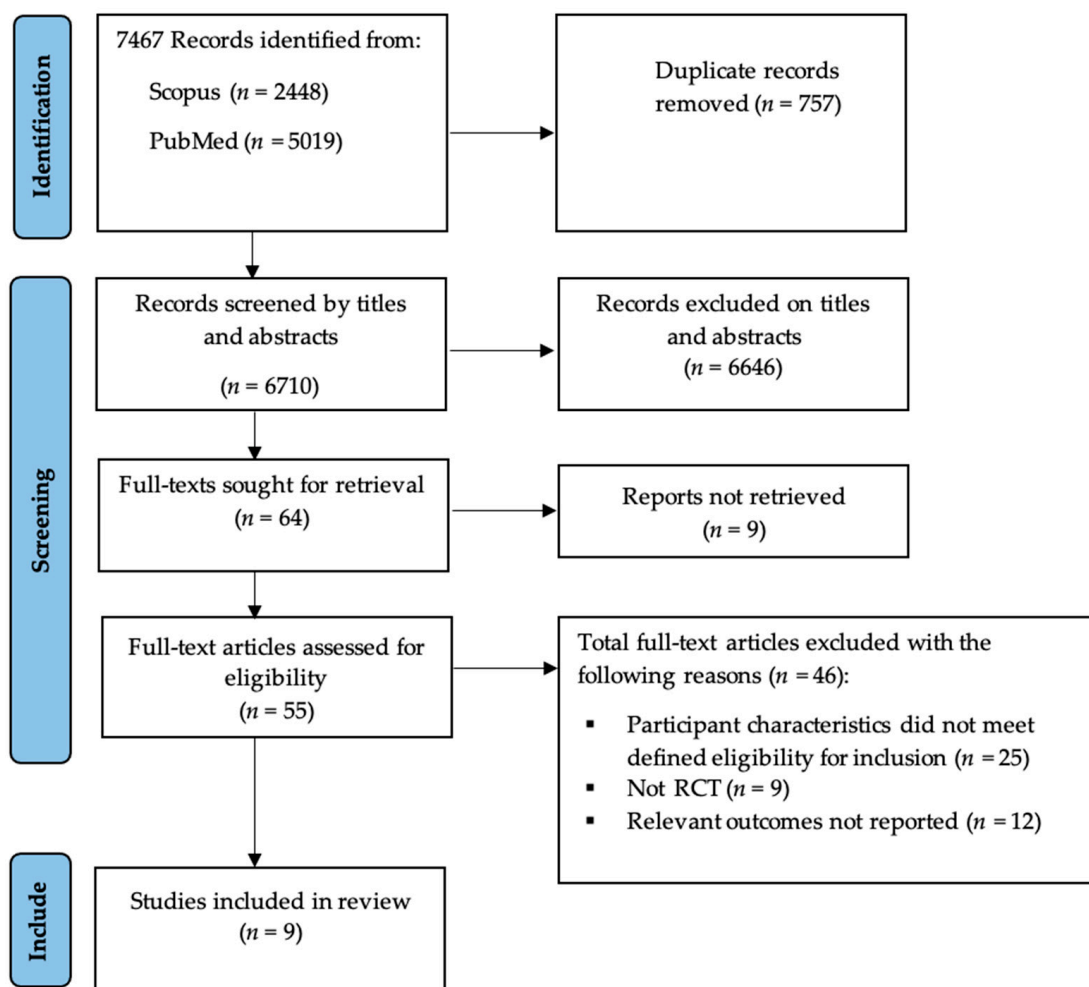 Identification
7467 Records identified from:
Scopus (n = 2448)
PubMed (n = 5019)
Duplicate records
removed (n = 757)
Screening
Records screened by titles
and abstracts
(n = 6710)
Records excluded on titles
and abstracts
(n = 6646)
Full-texts sought for retrieval
(n = 64)
Reports not retrieved
(n = 9)
Full-text articles assessed for
eligibility
(n = 55)
Total full-text articles excluded with the
following reasons (n = 46):
▪ Participant characteristics did not meet
defined eligibility for inclusion (n = 25)
▪ Not RCT (n = 9)
▪ Relevant outcomes not reported (n = 12)
Include
Studies included in review
(n = 9)